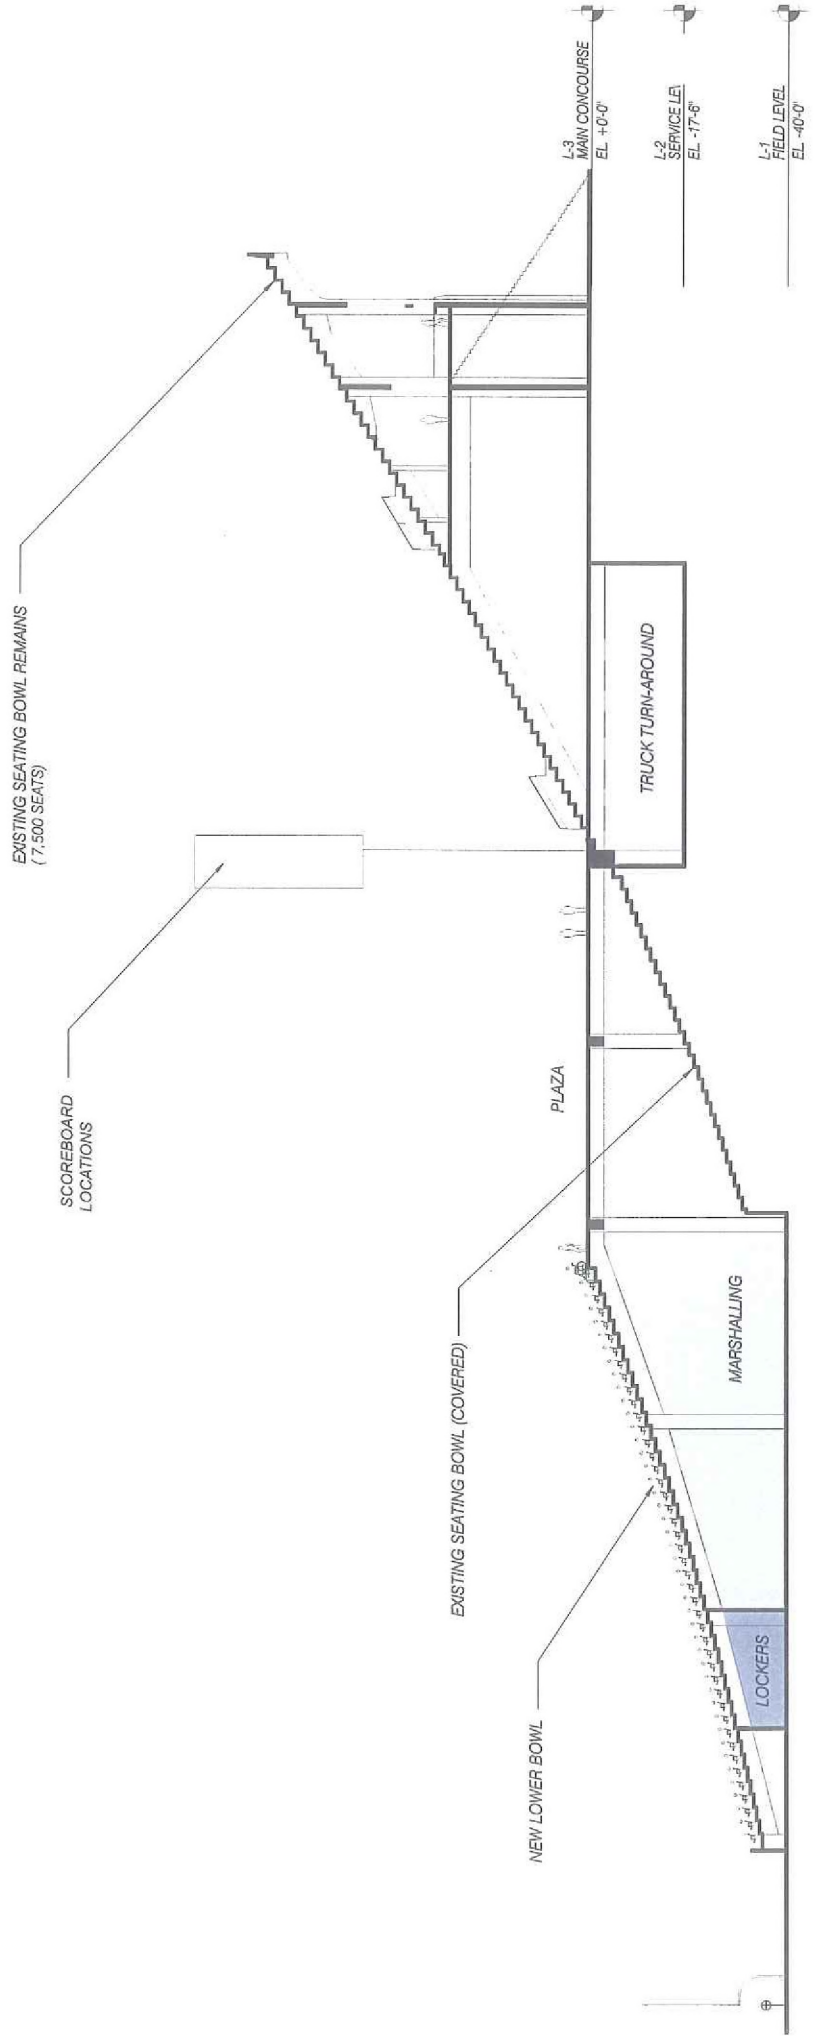 EXISTING SEATING BOWL REMAINS
( 7,500 SEATS)
SCOREBOARD
LOCATIONS
L-3
MAIN CONCOURSE
EL +0'-0"
L-2
SERVICE LE
EL -17'-6"
L-1
FIELD LEVEL
EL -40'-0"
PLAZA
TRUCK TURN-AROUND
EXISTING SEATING BOWL (COVERED)
MARSHALLING
NEW LOWER BOWL
LOCKERS